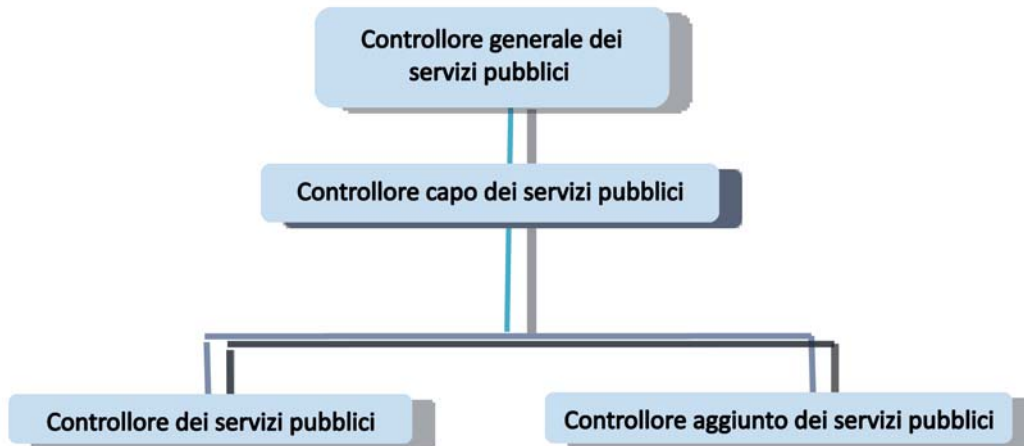 Controllore generale dei
servizi pubblici
Controllore capo dei servizi pubblici
Controllore dei servizi pubblici
Controllore aggiunto dei servizi pubblici